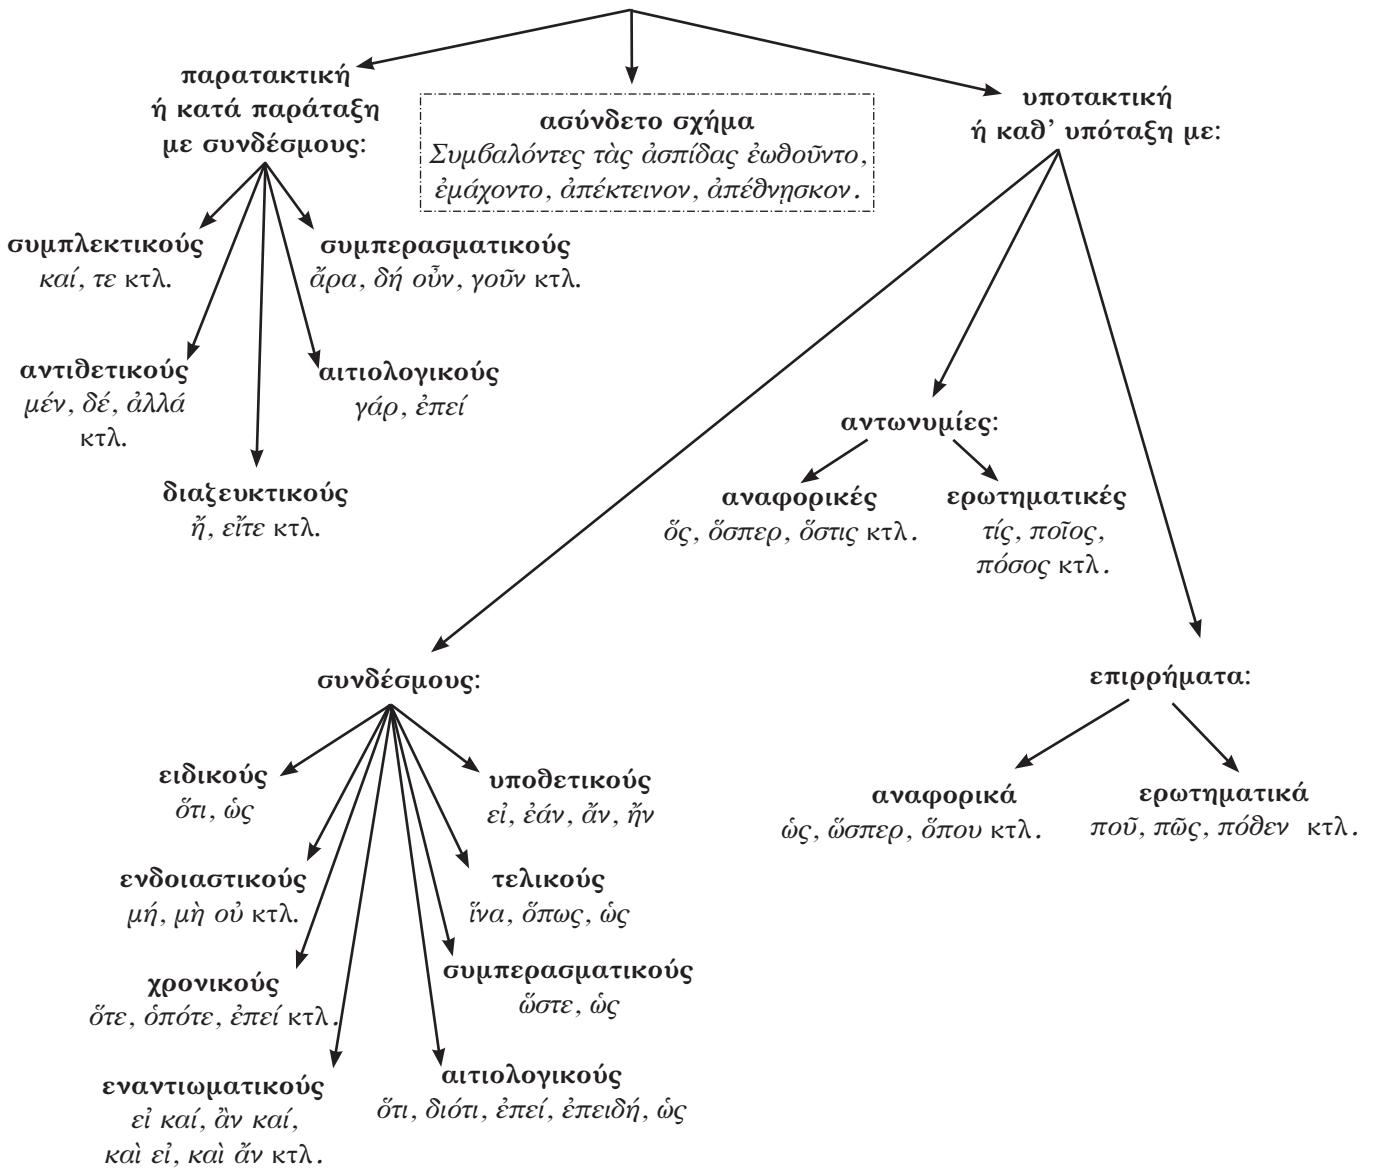 παρατακτική
ή κατά παράταξη
με συνδέσμους:
ασύνδετο σχήμα
Συμβαλόντες τὰς ἀσπίδας ἐωθοῦντο,
ἐμάχοντο, ἀπέκτεινον, ἀπέθνῃσκον.
υποτακτική
ή καθ’ υπόταξη με:
συμπλεκτικούς
καί, τε κτλ.
συμπερασματικούς
ἄρα, δή οὖν, γοῦν κτλ.
αντιθετικούς
μέν, δέ, ἀλλά
κτλ.
αιτιολογικούς
γάρ, ἐπεί
διαζευκτικούς
ἤ, εἴτε κτλ.
αντωνυμίες:
αναφορικές
ὅς, ὅσπερ, ὅστις κτλ.
ερωτηματικές
τίς, ποῖος,
πόσος κτλ.
συνδέσμους:
ειδικούς
ὅτι, ὡς
υποθετικούς
εἰ, ἐάν, ἄν, ἤν
ενδοιαστικούς
μή, μὴ οὐ κτλ.
τελικούς
ἵνα, ὅπως, ὡς
χρονικούς
ὅτε, ὁπότε, ἐπεί κτλ.
συμπερασματικούς
ὥστε, ὡς
εναντιωματικούς
εἰ καί, ἂν καί,
καὶ εἰ, καὶ ἄν κτλ.
αιτιολογικούς
ὅτι, διότι, ἐπεί, ἐπειδή, ὡς
επιρρήματα:
αναφορικά
ὡς, ὥσπερ, ὅπου κτλ.
ερωτηματικά
ποῦ, πῶς, πόθεν κτλ.